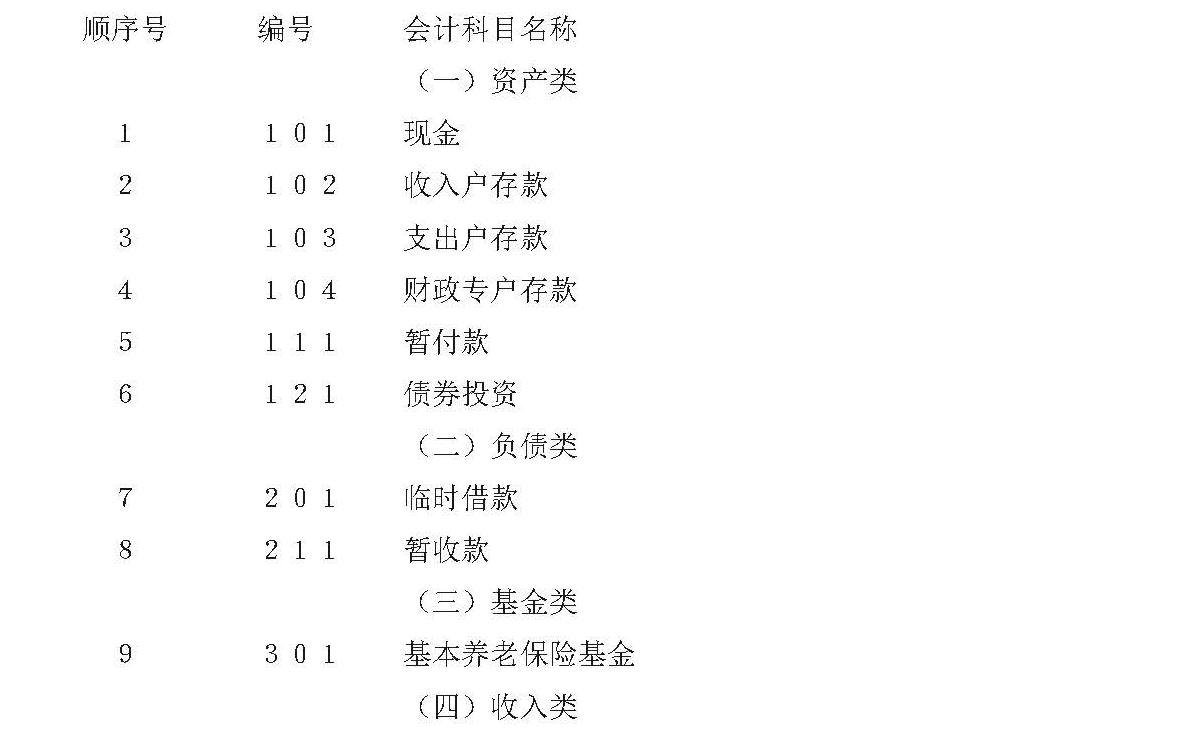 顺序号 编号 会计科目名称
（一）资产类
1 101 现金
2 102 收入户存款
3 103 支出户存款
4 104 财政专户存款
5 111 暂付款
6 121 债券投资
（二）负债类
7 201 临时借款
8 211 暂收款
（三）基金类
9 301 基本养老保险基金
（四）收入类